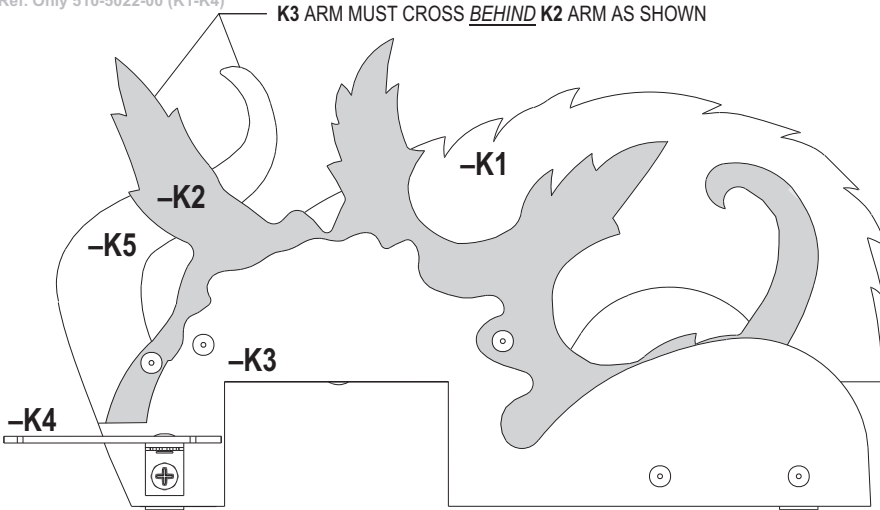 Ref. Only 510-5022-00 (K1-K4)
K3 ARM MUST CROSS BEHIND K2 ARM AS SHOWN
–K1
–K2
–K5
–K3
–K4